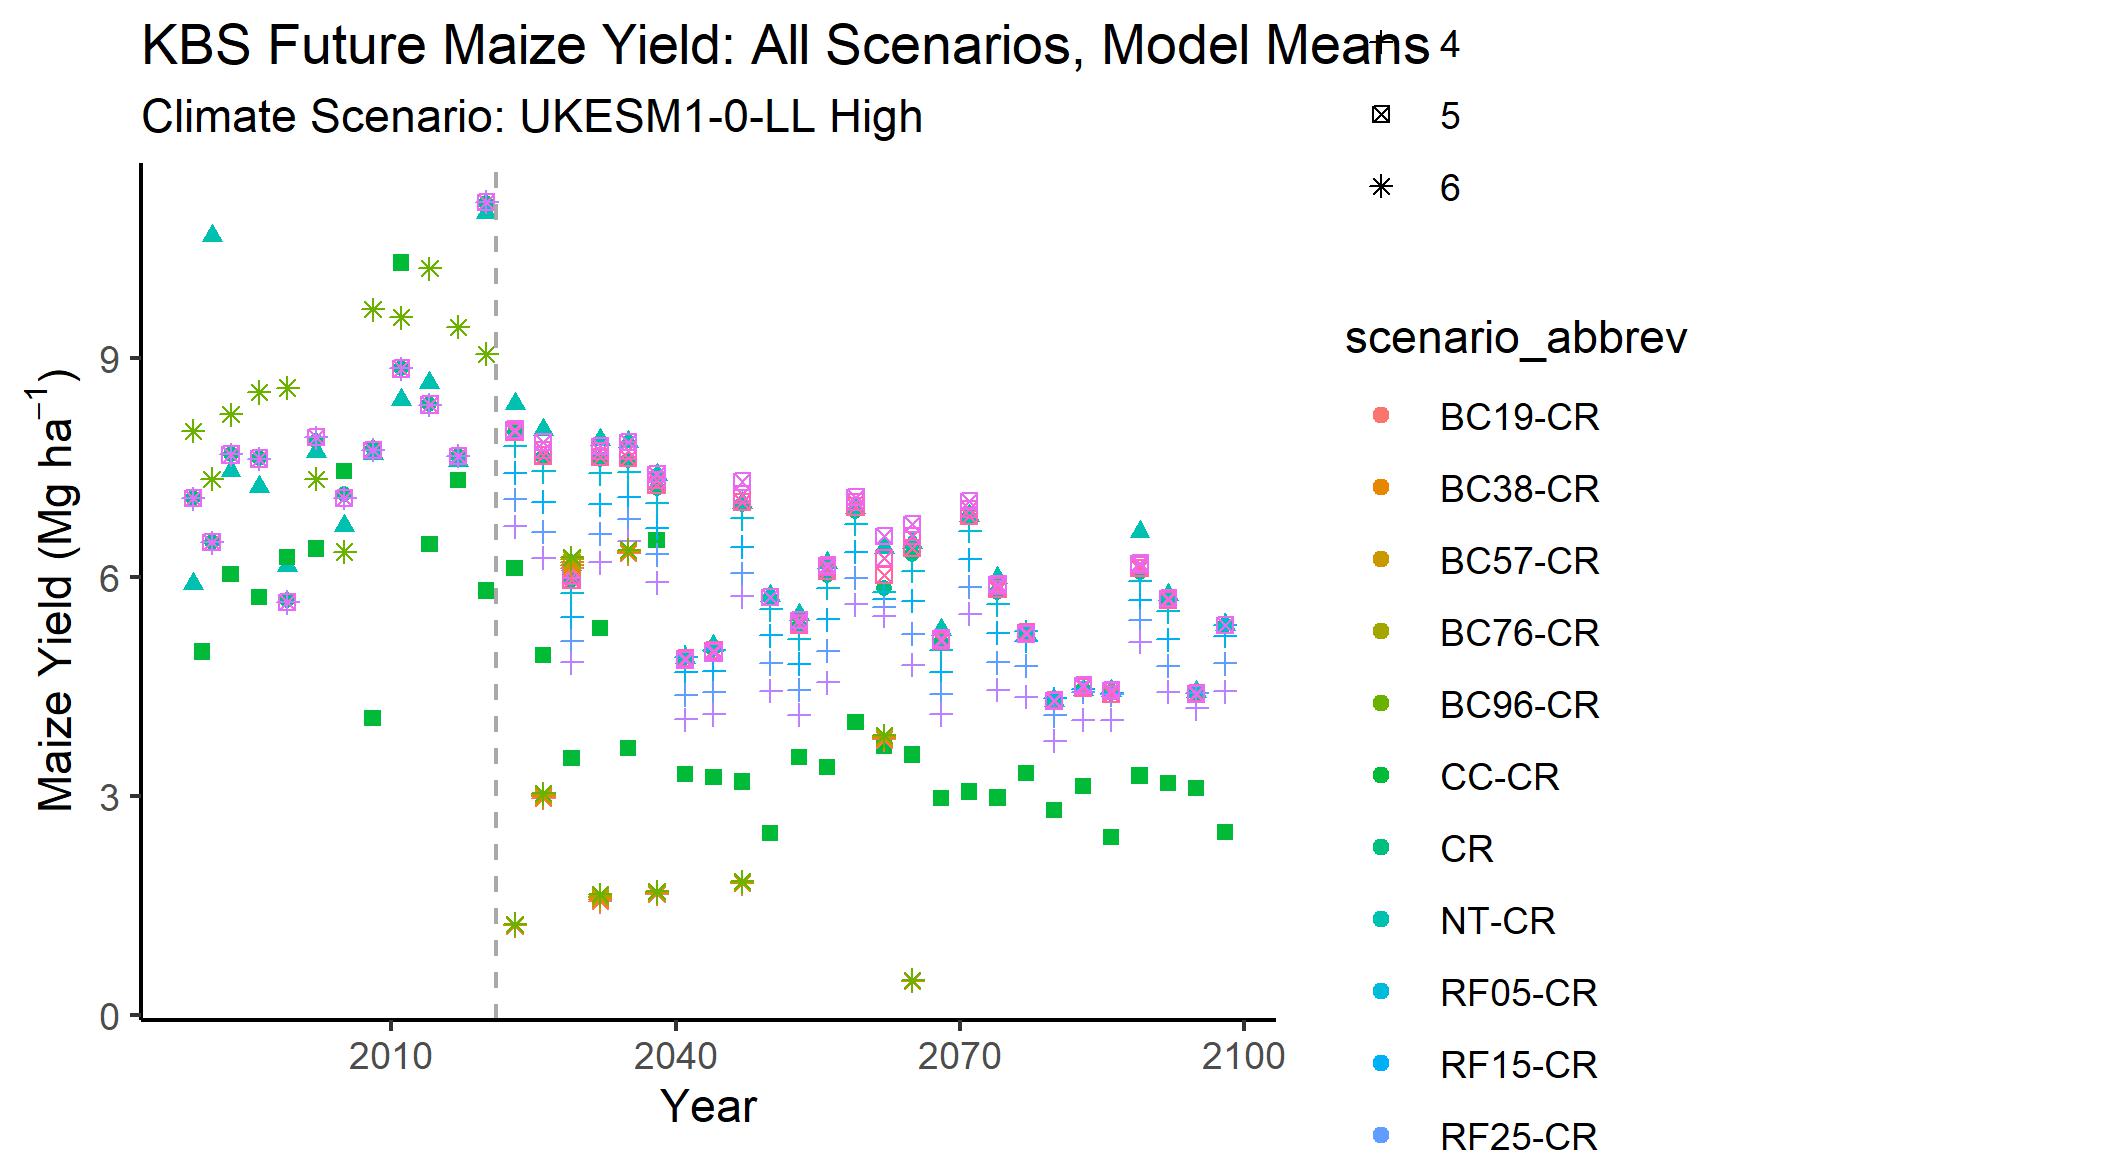 KBS Future Maize Yield: All Scenarios, Model Means
Climate Scenario: UKESM1-0-LL High
4
5
6
Maize Yield (Mg ha⁻¹)
9
6
3
0
2010
2040
2070
2100
Year
scenario_abbrev
BC19-CR
BC38-CR
BC57-CR
BC76-CR
BC96-CR
CC-CR
CR
NT-CR
RF05-CR
RF15-CR
RF25-CR